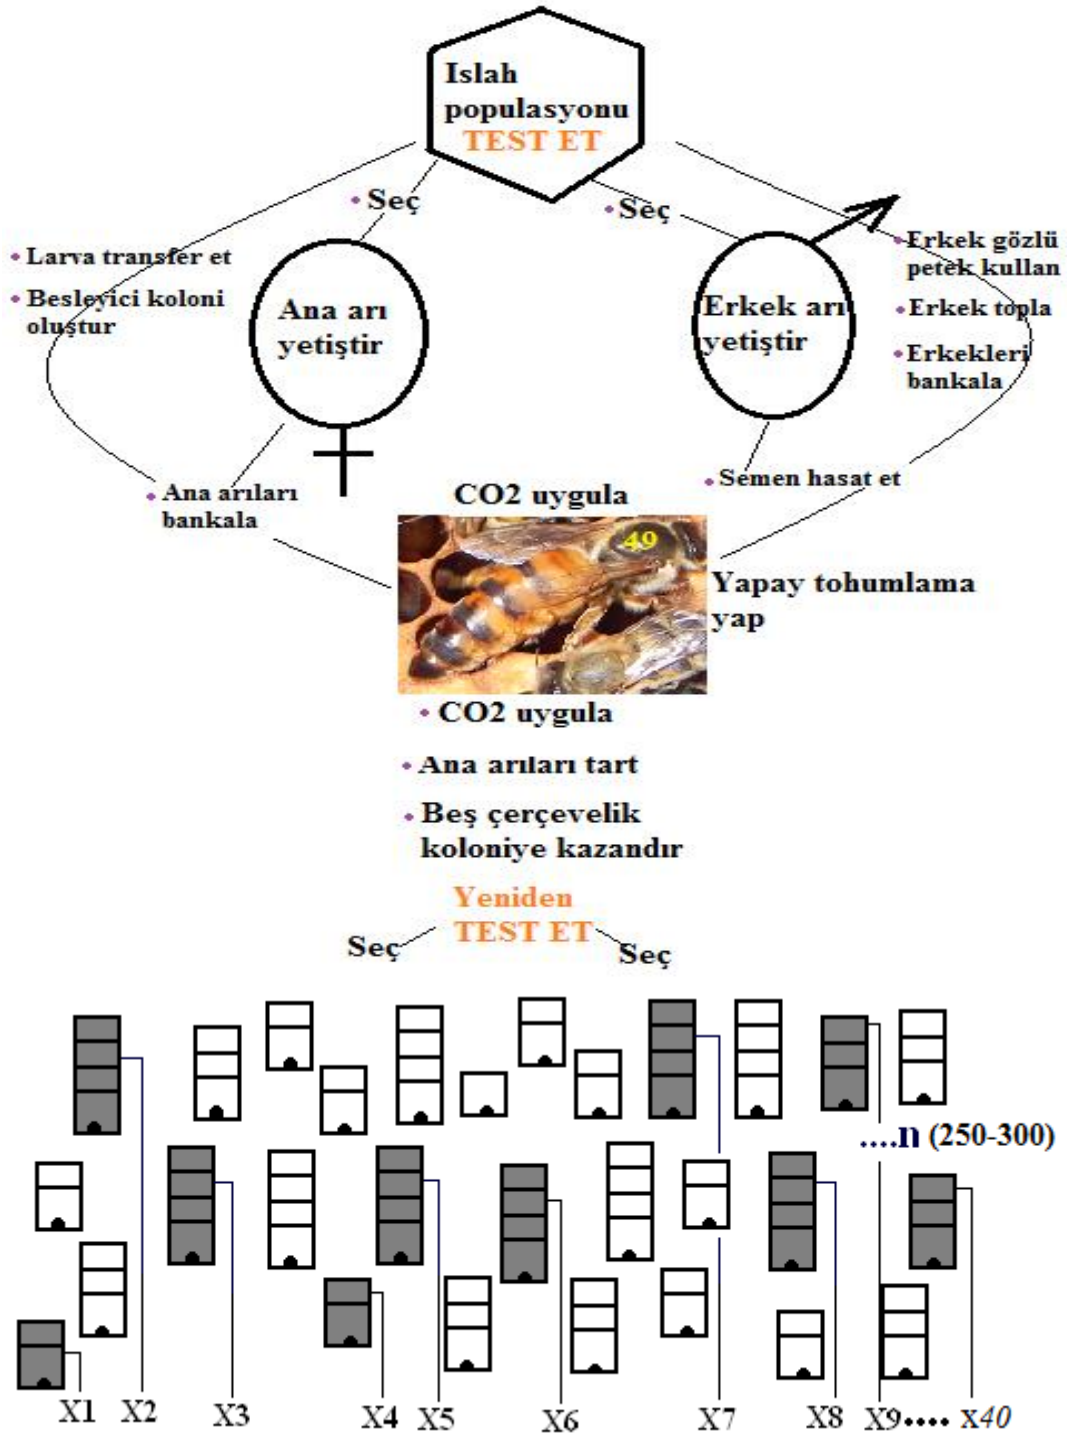 Islah
populasyonu
TEST ET
• Seç
• Seç
• Larva transfer et
• Besleyici koloni
oluştur
Ana arı
yetiştir
Erkek arı
yetiştir
• Erkek gözlü
petek kullan
• Erkek topla
• Erkekleri
bankala
• Ana arıları
bankala
• Semen hasat et
CO2 uygula
49
Yapay tohumlama
yap
• CO2 uygula
• Ana arıları tart
• Beş çerçevelik
koloniye kazandır
Yeniden
TEST ET
Seç
Seç
....n (250-300)
X1 X2 X3 X4 X5 X6 X7 X8 X9.... x40